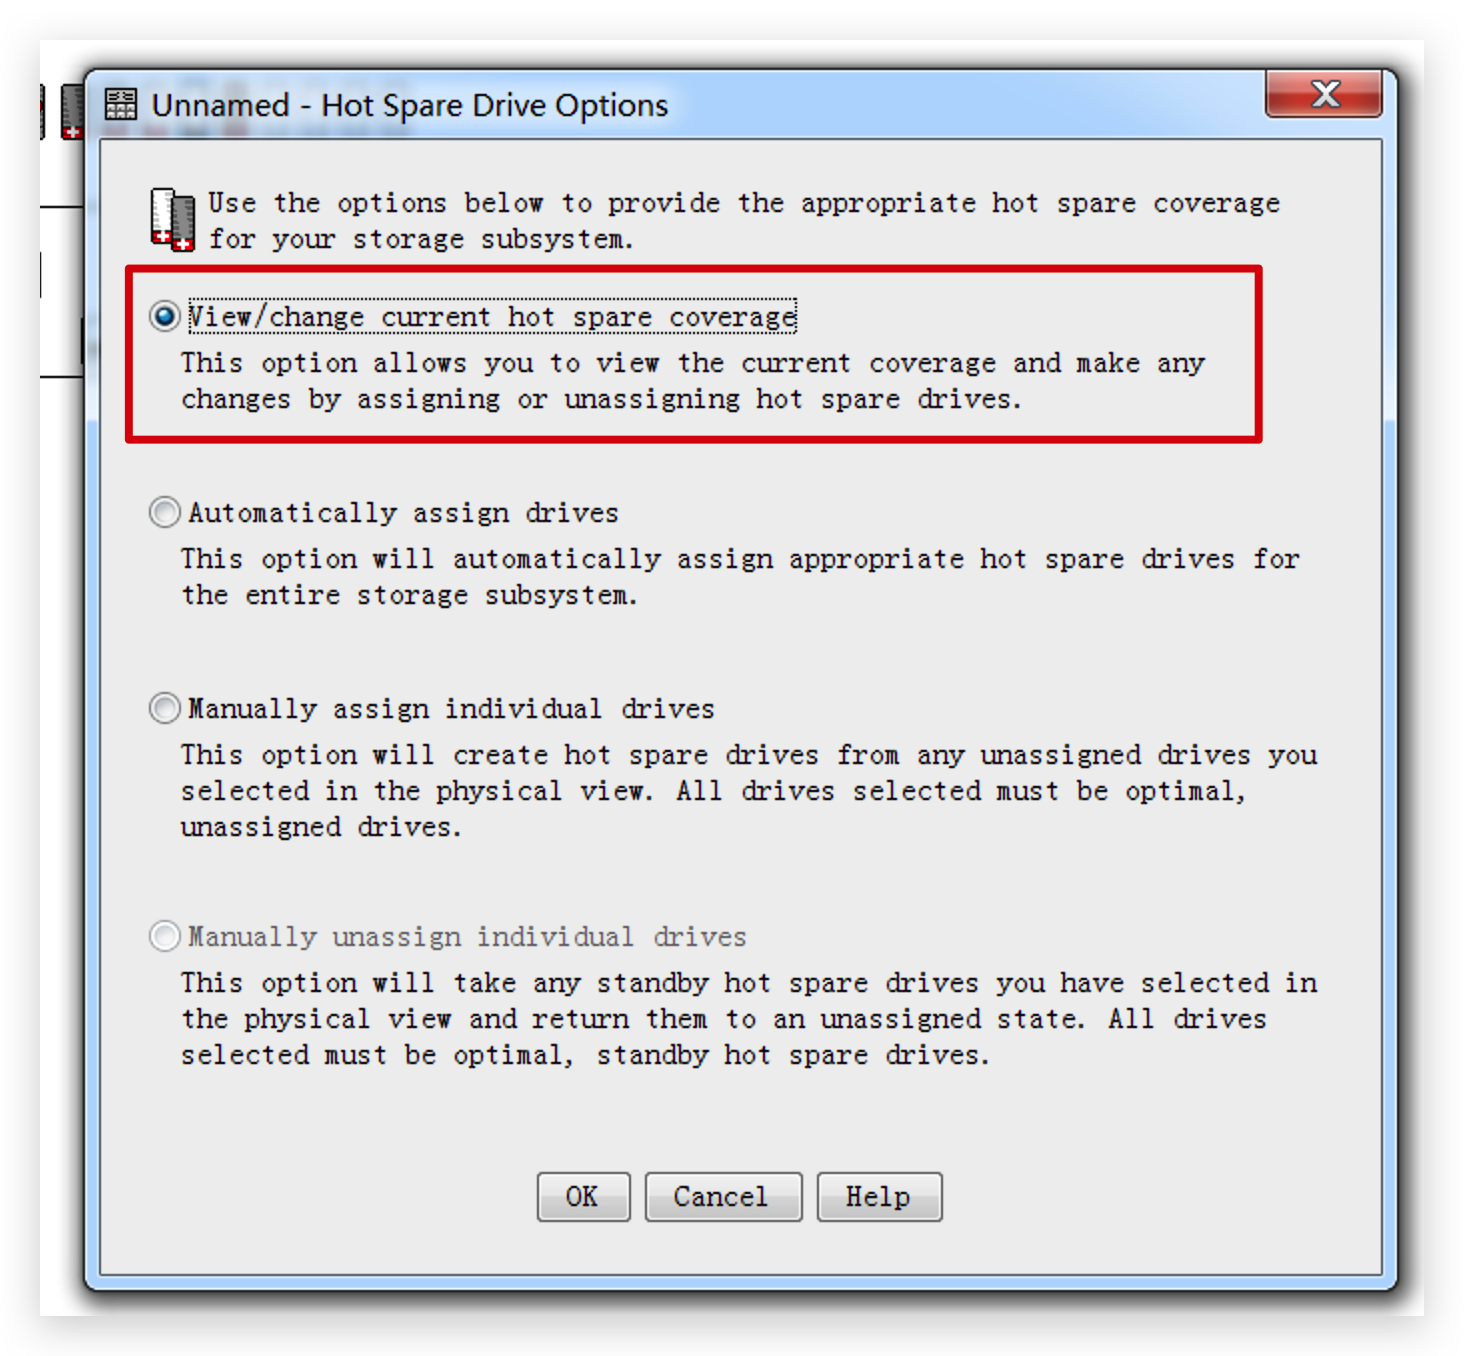 Unnamed - Hot Spare Drive Options
Use the options below to provide the appropriate hot spare coverage
for your storage subsystem.
View/change current hot spare coverage
This option allows you to view the current coverage and make any
changes by assigning or unassigning hot spare drives.
Automatically assign drives
This option will automatically assign appropriate hot spare drives for
the entire storage subsystem.
Manually assign individual drives
This option will create hot spare drives from any unassigned drives you
selected in the physical view. All drives selected must be optimal,
unassigned drives.
Manually unassign individual drives
This option will take any standby hot spare drives you have selected in
the physical view and return them to an unassigned state. All drives
selected must be optimal, standby hot spare drives.
OK Cancel Help